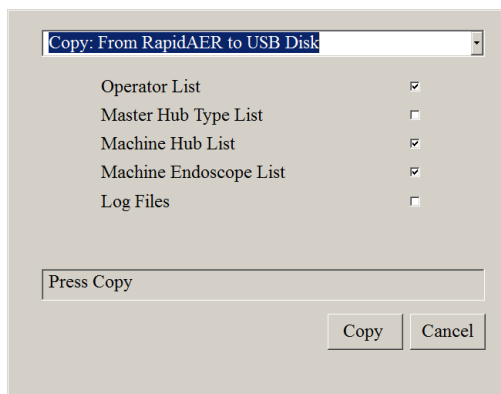 Copy: From RapidAER to USB Disk
Operator List
Master Hub Type List
Machine Hub List
Machine Endoscope List
Log Files
Press Copy
Copy Cancel